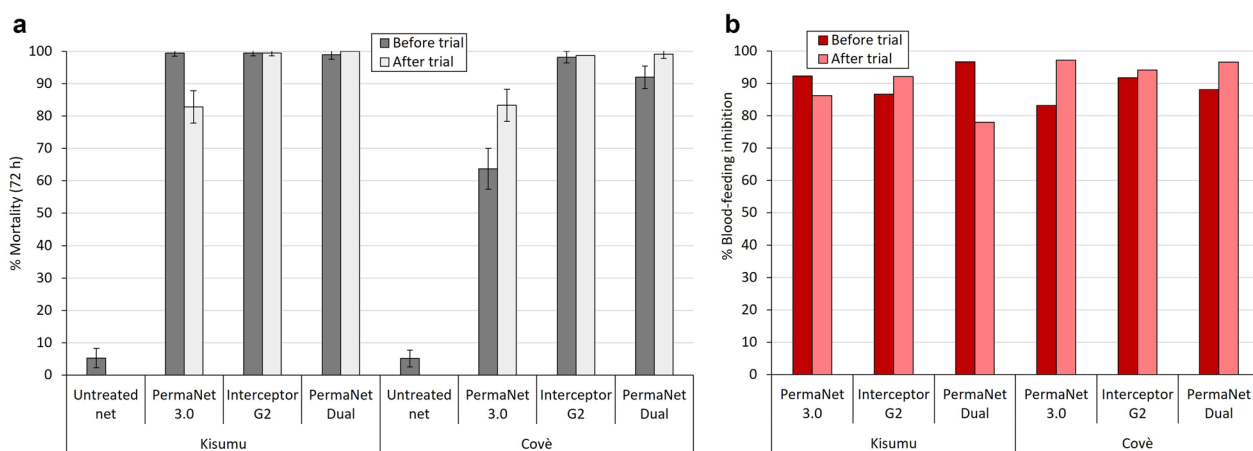 a
% Mortality (72 h)
100
90
80
70
60
50
40
30
20
10
0
Before trial
After trial
Untreated
net
PermaNet
3.0
Interceptor
G2
PermaNet
Dual
Untreated
net
PermaNet
3.0
Interceptor
G2
PermaNet
Dual
Kisumu
Covè
b
% Blood-feeding inhibition
100
90
80
70
60
50
40
30
20
10
0
Before trial
After trial
PermaNet
3.0
Interceptor
G2
PermaNet
Dual
PermaNet
3.0
Interceptor
G2
PermaNet
Dual
Kisumu
Covè